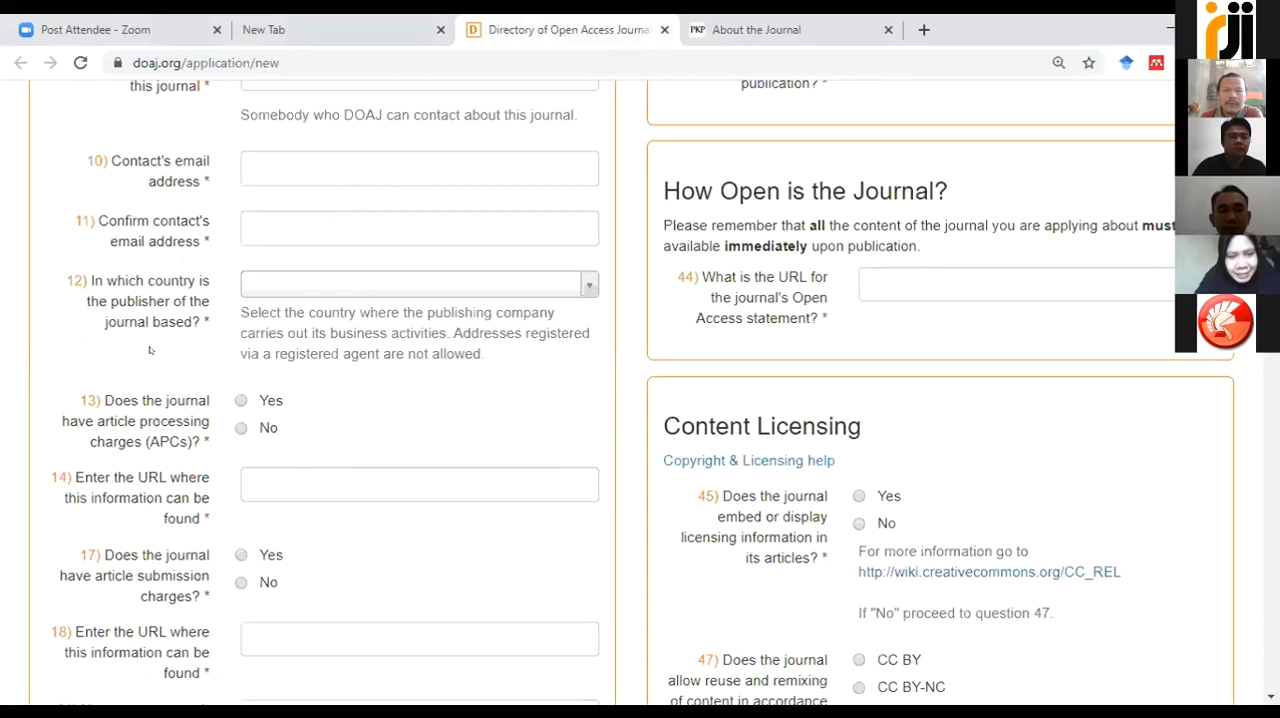 Post Attendee - Zoom
New Tab
D
Directory of Open Access Journa
PKP
About the Journal
doaj.org/application/new
this journal *
Somebody who DOAJ can contact about this journal.
10) Contact's email
address *
11) Confirm contact's
email address *
12) In which country is
the publisher of the
journal based? *
Select the country where the publishing company
carries out its business activities. Addresses registered
via a registered agent are not allowed.
13) Does the journal
have article processing
charges (APCs)? *
Yes
No
14) Enter the URL where
this information can be
found *
17) Does the journal
have article submission
charges? *
Yes
No
18) Enter the URL where
this information can be
found *
publication? *
How Open is the Journal?
Please remember that all the content of the journal you are applying about must
available immediately upon publication.
44) What is the URL for
the journal's Open
Access statement? *
Content Licensing
Copyright & Licensing help
45) Does the journal
embed or display
licensing information in
its articles? *
Yes
No
For more information go to
http://wiki.creativecommons.org/CC_REL
If "No" proceed to question 47.
47) Does the journal
allow reuse and remixing
of content in accordance
CC BY
CC BY-NC
rji